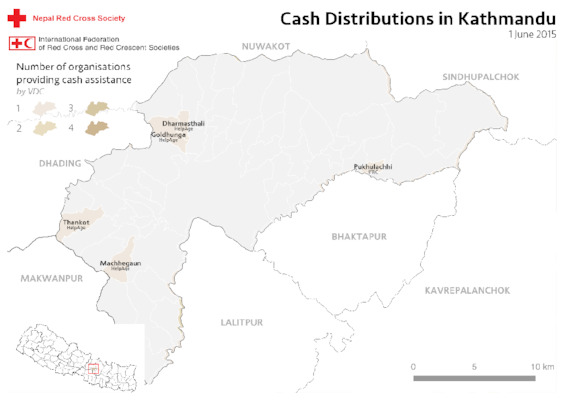 Nepal Red Cross Society
International Federation
of Red Cross and Red Crescent Societies
Cash Distributions in Kathmandu
1 June 2015
Number of organisations
providing cash assistance
by VDC
1 3
2 4
NUWAKOT
SINDHUPALCHOK
Dharmasthali
HelpAge
Goldhunga
HelpAge
DHADING
Pukhulachhi
Thankot
HelpAge
BHAKTAPUR
Machhegaun
HelpAge
MAKWANPUR
KAVREPALANCHOK
LALITPUR
0 5 10 km